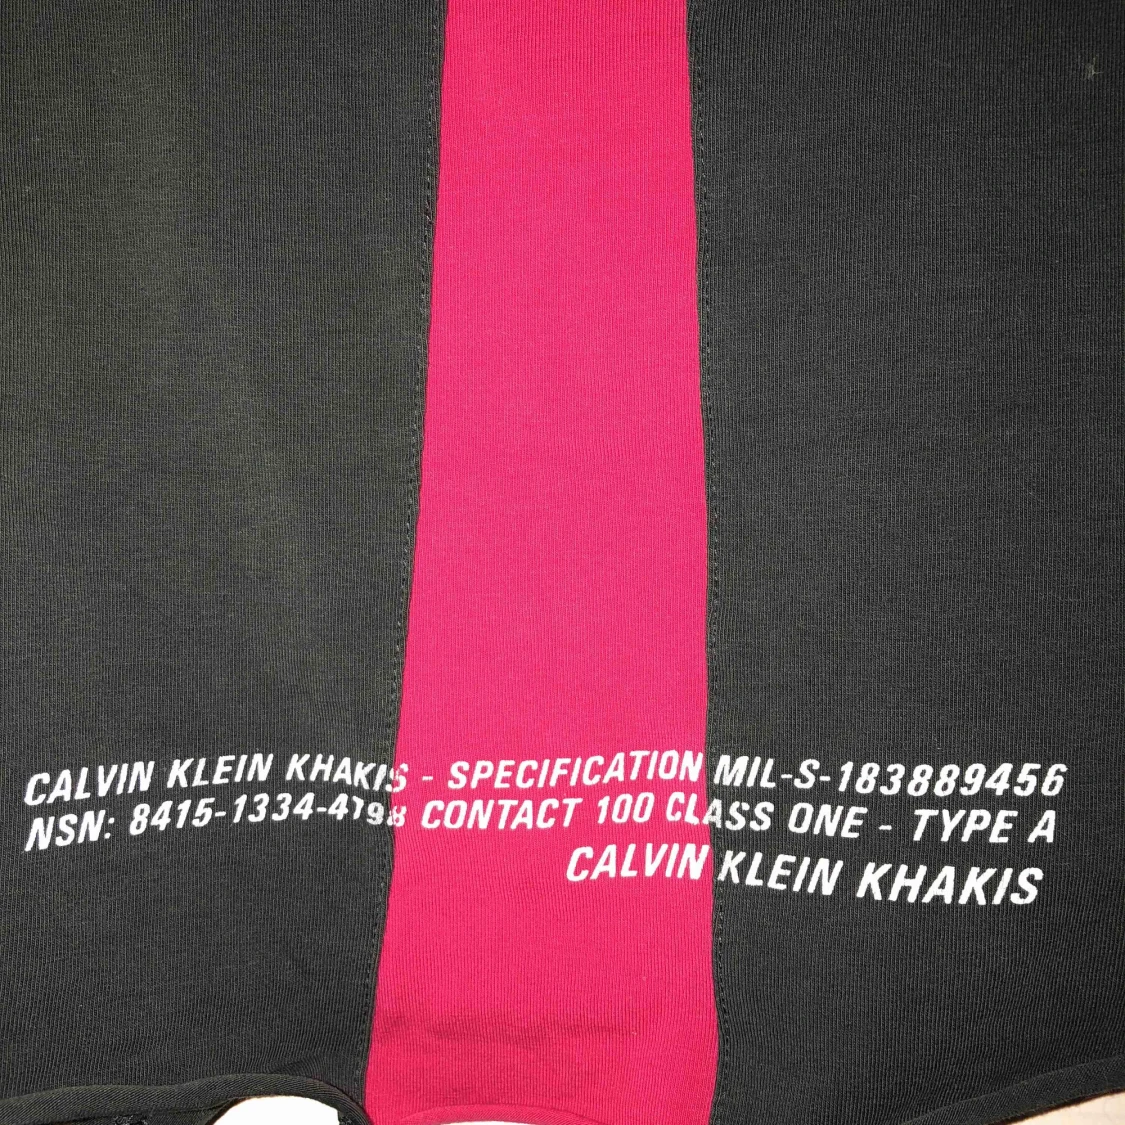 CALVIN KLEIN KHAKIS - SPECIFICATION MIL-S-183889456
NSN: 8415-1334-4198 CONTACT 100 CLASS ONE - TYPE A
CALVIN KLEIN KHAKIS